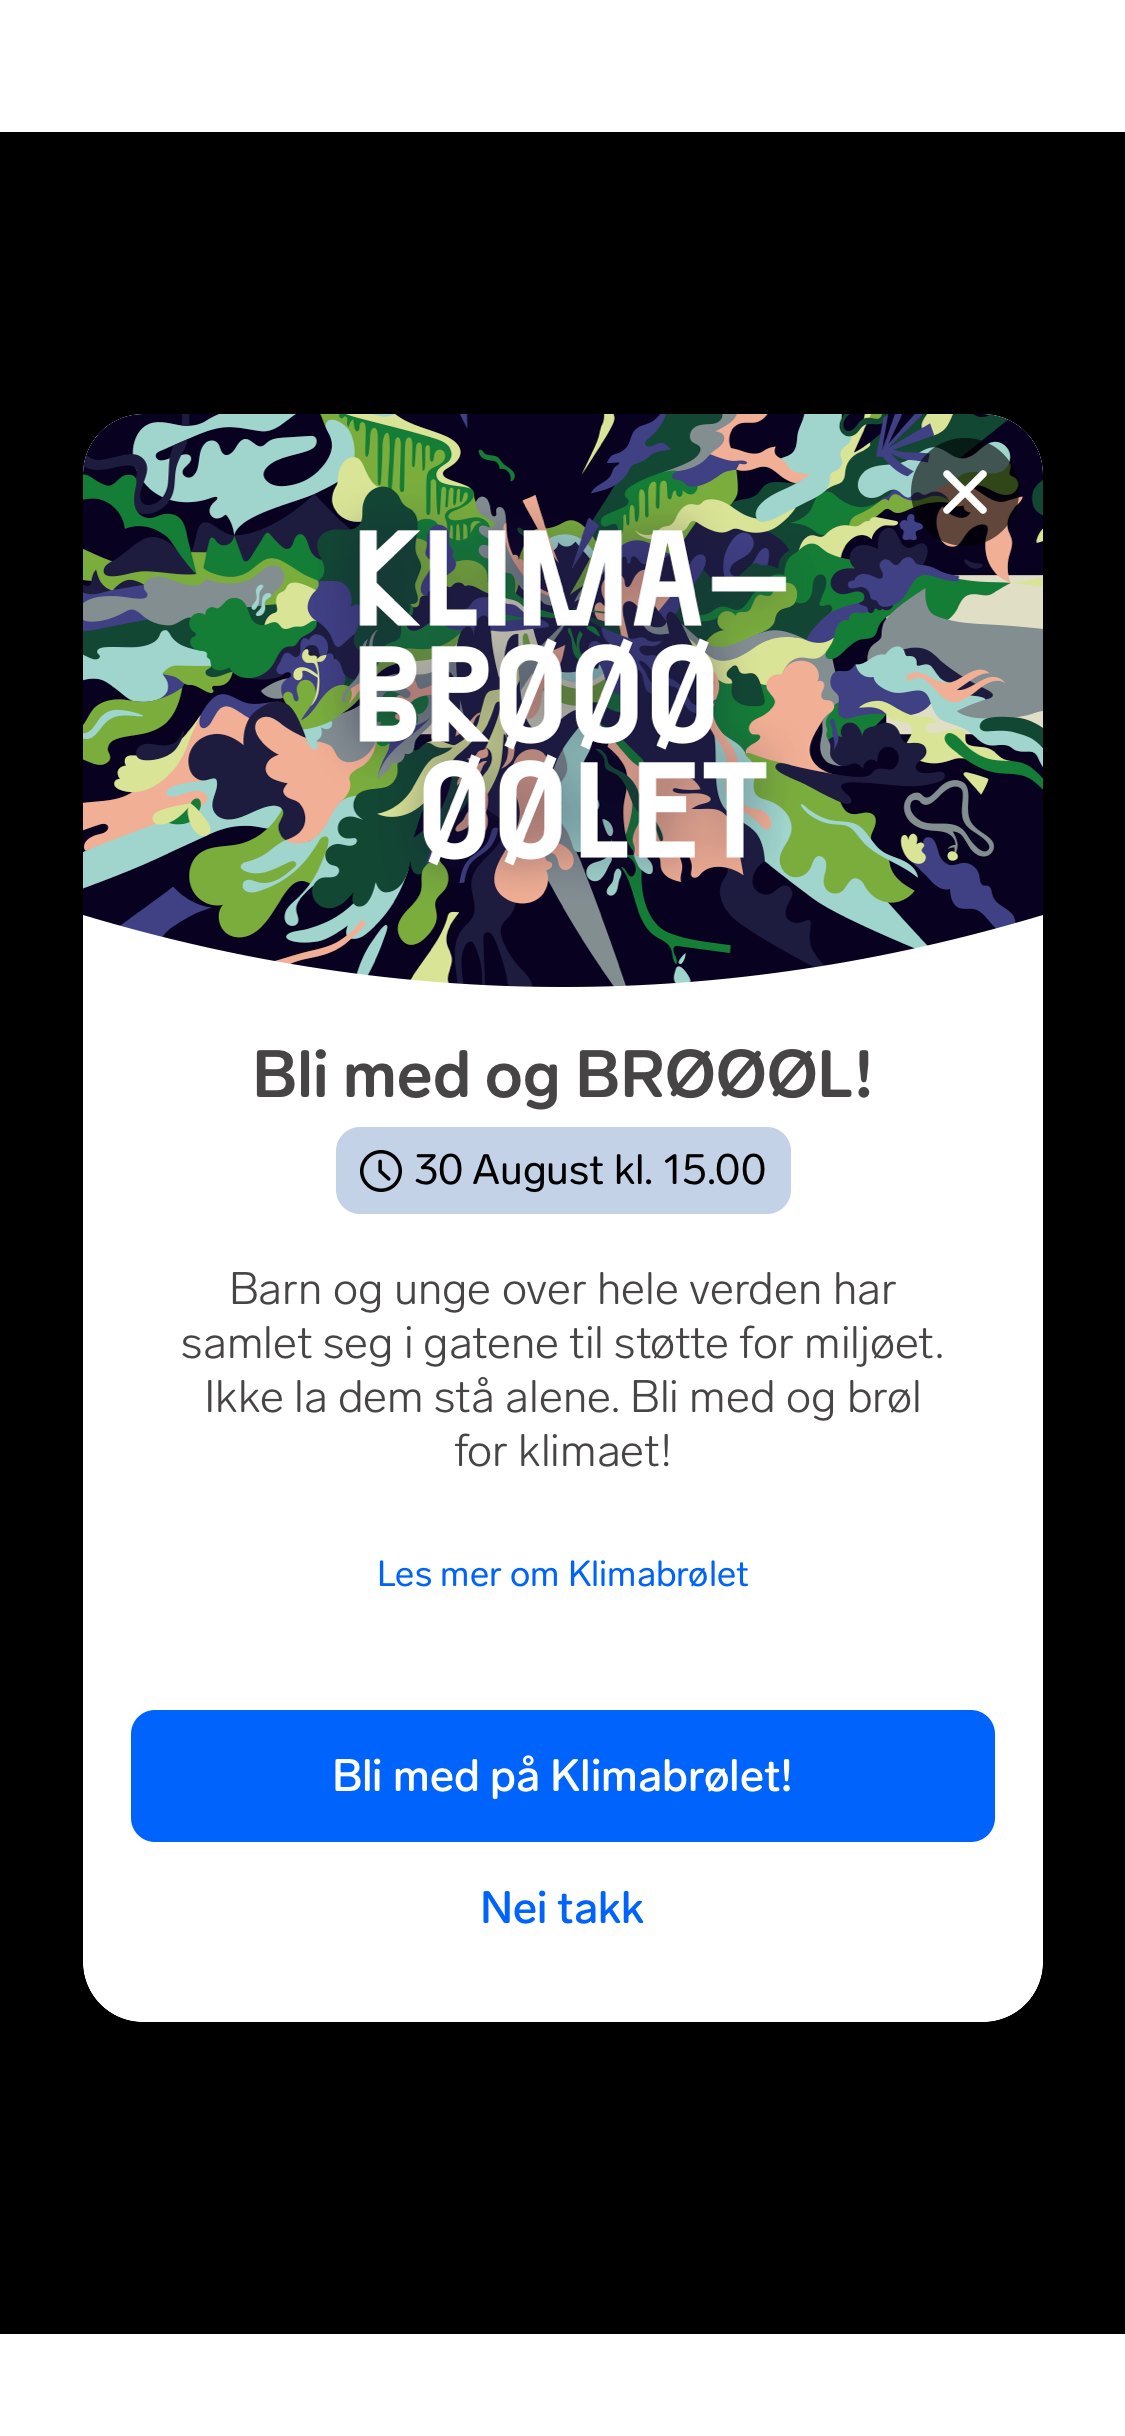 KLIMA–
BRØØØ
ØØLET
Bli med og BRØØØL!
30 August kl. 15.00
Barn og unge over hele verden har
samlet seg i gatene til støtte for miljøet.
Ikke la dem stå alene. Bli med og brøl
for klimaet!
Les mer om Klimabrølet
Bli med på Klimabrølet!
Nei takk